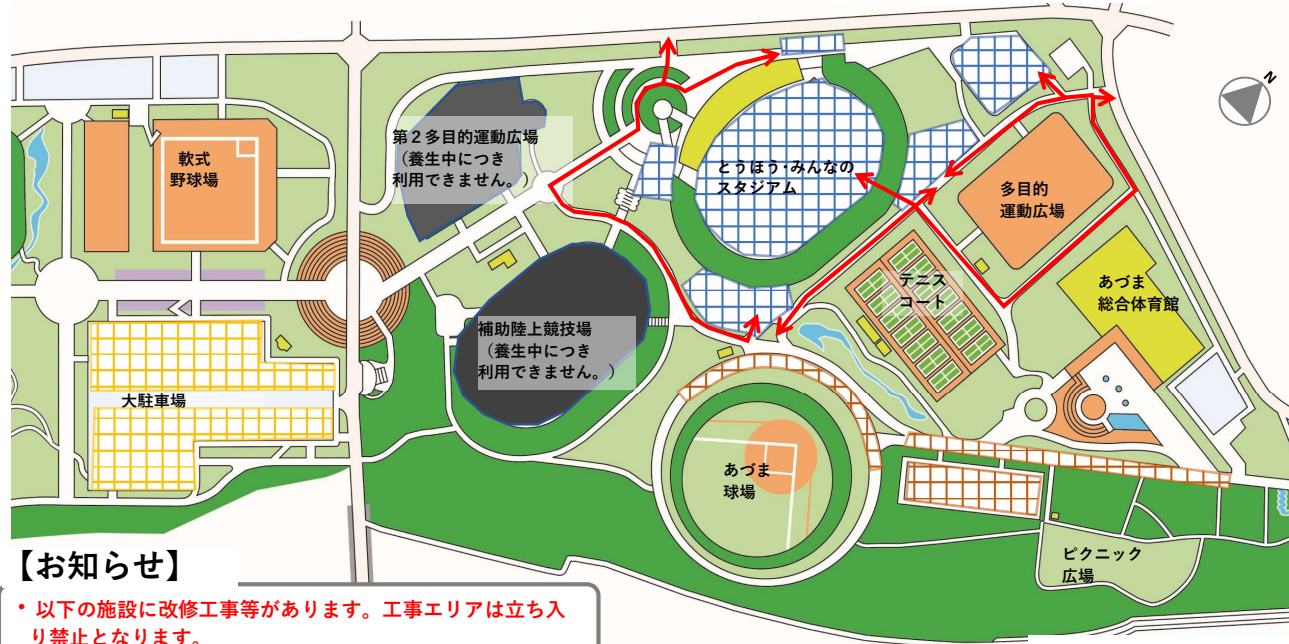 N
第２多目的運動広場
（養生中につき
利用できません。）
軟式
野球場
とうほう・みんなの
スタジアム
多目的
運動広場
テニス
コート
あづま
総合体育館
補助陸上競技場
（養生中につき
利用できません。）
大駐車場
あづま
球場
ピクニック
広場
【お知らせ】
• 以下の施設に改修工事等があります。工事エリアは立ち入
り禁止となります。